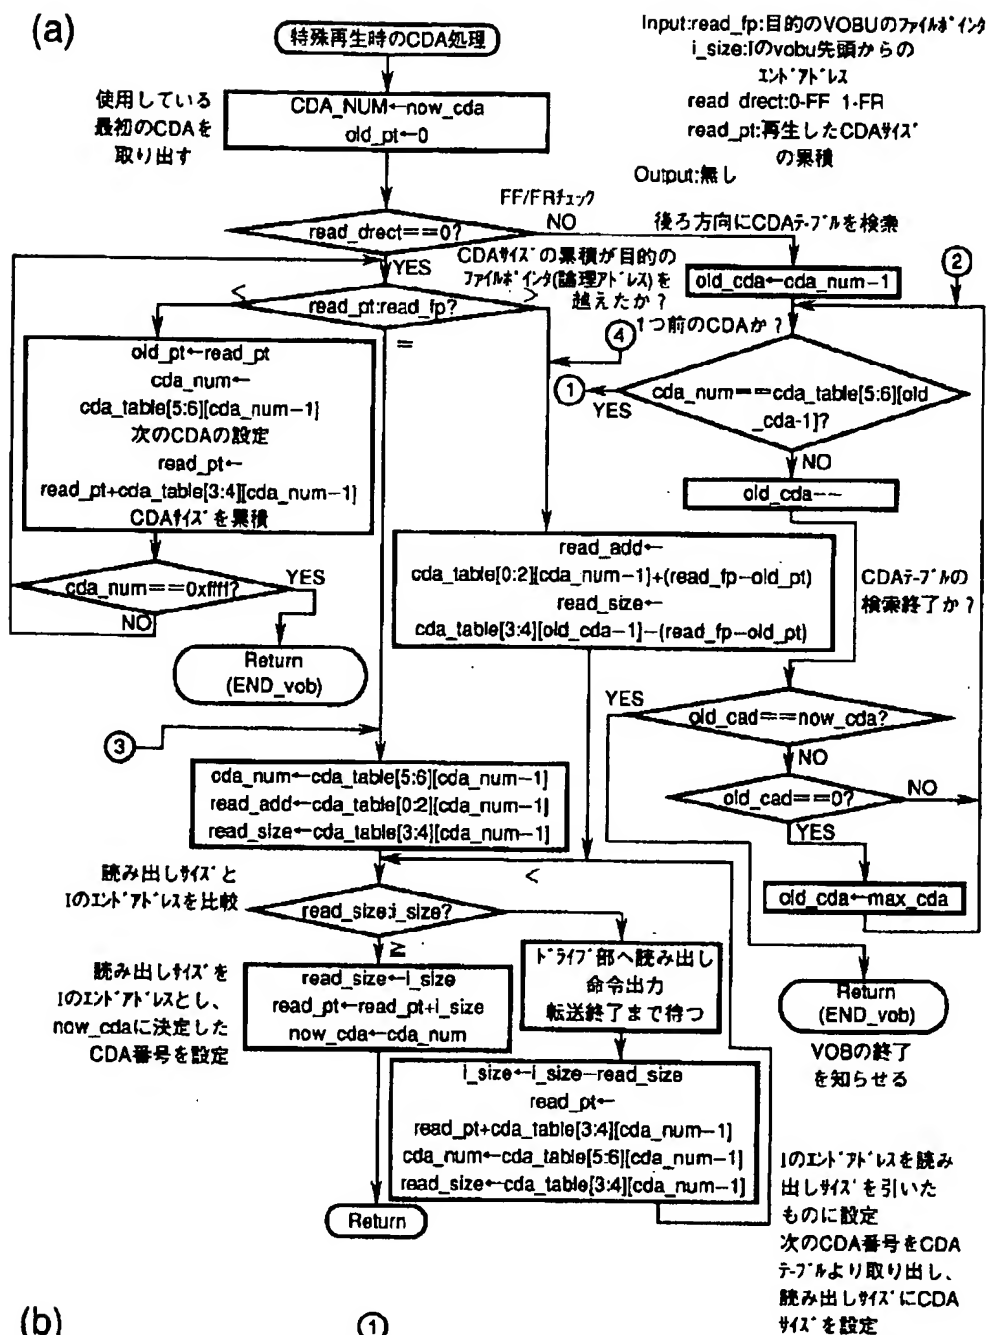 (a)
特殊再生時のCDA処理
Input:read_fp:目的のVOBUのファイルポインタ
i_size:Iのvobu先頭からの
エンドアドレス
read drect:0-FF 1-FR
read_pt:再生したCDAサイズ
の累積
Output:無し
使用している
最初のCDAを
取り出す
CDA_NUM←now_cda
old_pt←0
FF/FRチェック
read_drect==0?
NO
YES
後ろ方向にCDAテーブルを検索
CDAサイズの累積が目的の
ファイルポインタ(論理アドレス)を
越えたか?
old_cda←cda_num−1
2
<
read_pt:read_fp?
>
=
4
1つ前のCDAか?
1
YES
cda_num==cda_table[5:6][old
_cda-1]?
NO
old_cda−−
old_pt←read_pt
cda_num←
cda_table[5:6][cda_num−1]
次のCDAの設定
read_pt←
read_pt+cda_table[3:4][cda_num−1]
CDAサイズを累積
cda_num==0xffff?
YES
NO
Return
(END_vob)
read_add←
cda_table[0:2][cda_num−1]+(read_fp−old_pt)
read_size←
cda_table[3:4][old_cda−1]−(read_fp−old_pt)
CDAテーブルの
検索終了か?
YES
old_cad==now_cda?
NO
old_cad==0?
NO
YES
old_cda←max_cda
3
cda_num←cda_table[5:6][cda_num−1]
read_add←cda_table[0:2][cda_num−1]
read_size←cda_table[3:4][cda_num−1]
読み出しサイズと
Iのエンドアドレスを比較
<
read_size:i_size?
≧
読み出しサイズを
Iのエンドアドレスとし、
now_cdaに決定した
CDA番号を設定
read_size←i_size
read_pt←read_pt+i_size
now_cda←cda_num
ドライブ部へ読み出し
命令出力
転送終了まで待つ
Return
(END_vob)
VOBの終了
を知らせる
i_size←i_size−read_size
read_pt←
read_pt+cda_table[3:4][cda_num−1]
cda_num←cda_table[5:6][cda_num−1]
read_size←cda_table[3:4][cda_num−1]
Return
Iのエンドアドレスを読み
出しサイズを引いた
ものに設定
次のCDA番号をCDA
テーブルより取り出し、
読み出しサイズにCDA
サイズを設定
(b)
1